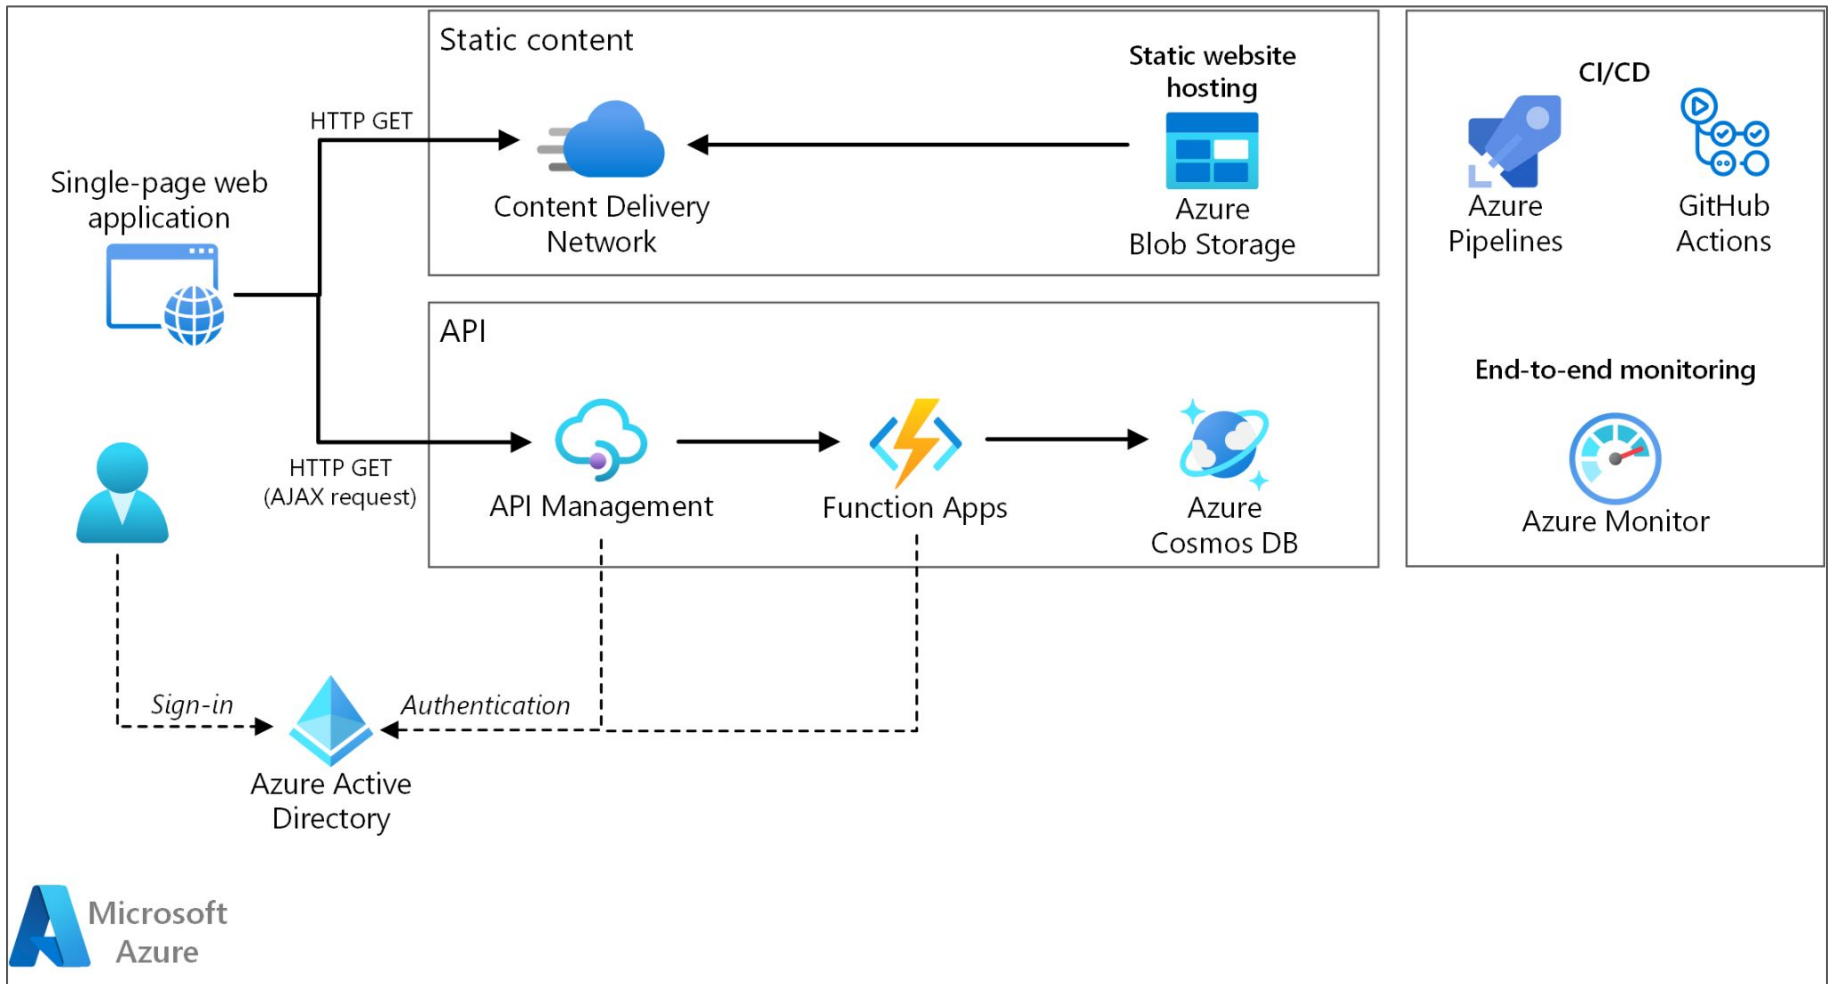 Static content
Static website
hosting
CI/CD
HTTP GET
Single-page web
application
Content Delivery
Network
Azure
Blob Storage
Azure
Pipelines
GitHub
Actions
API
End-to-end monitoring
HTTP GET
(AJAX request)
API Management
Function Apps
Azure
Cosmos DB
Azure Monitor
Sign-in
Authentication
Azure Active
Directory
Microsoft
Azure